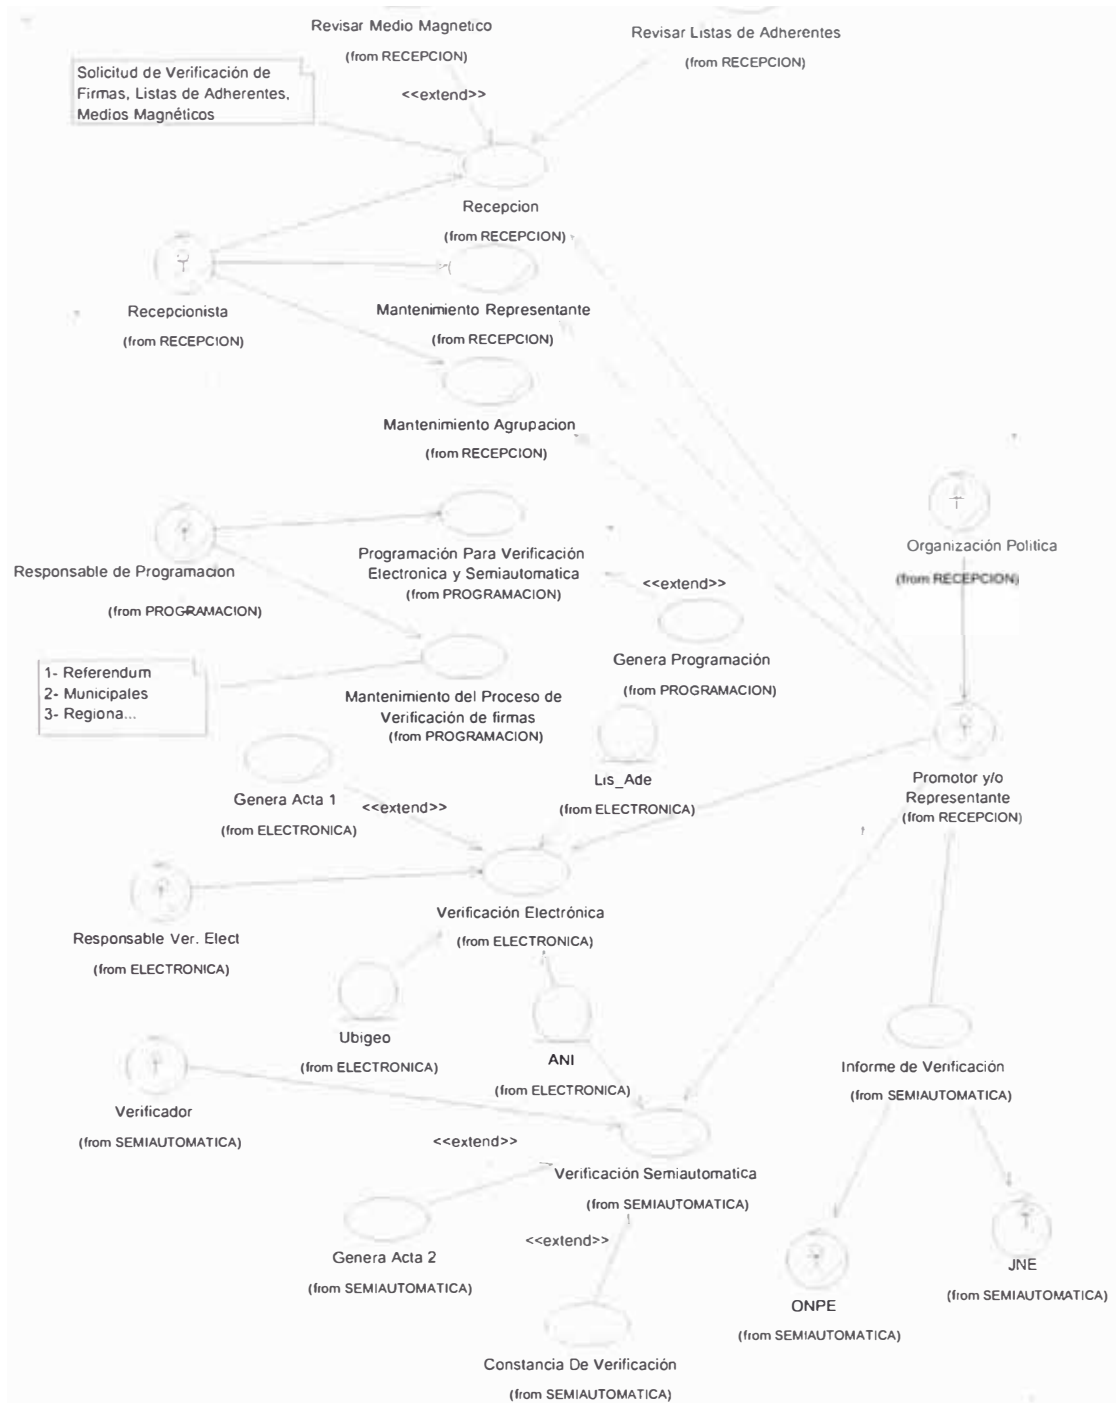 Revisar Medio Magnetico
(from RECEPCION)
Revisar Listas de Adherentes
(from RECEPCION)
Solicitud de Verificación de
Firmas, Listas de Adherentes,
Medios Magnéticos
<<extend>>
Recepcion
(from RECEPCION)
Recepcionista
(from RECEPCION)
Mantenimiento Representante
(from RECEPCION)
Mantenimiento Agrupacion
(from RECEPCION)
Organización Politica
(from RECEPCION)
Responsable de Programacion
(from PROGRAMACION)
Programación Para Verificación
Electronica y Semiautomatica
(from PROGRAMACION)
<<extend>>
Genera Programación
(from PROGRAMACION)
1- Referendum
2- Municipales
3- Regiona...
Mantenimiento del Proceso de
Verificación de firmas
(from PROGRAMACION)
Genera Acta 1
(from ELECTRONICA)
<<extend>>
Lis_Ade
(from ELECTRONICA)
Promotor y/o
Representante
(from RECEPCION)
Responsable Ver. Elect
(from ELECTRONICA)
Verificación Electrónica
(from ELECTRONICA)
Ubigeo
(from ELECTRONICA)
ANI
(from ELECTRONICA)
Informe de Verificación
(from SEMIAUTOMATICA)
Verificador
(from SEMIAUTOMATICA)
<<extend>>
Verificación Semiautomatica
(from SEMIAUTOMATICA)
Genera Acta 2
(from SEMIAUTOMATICA)
<<extend>>
ONPE
(from SEMIAUTOMATICA)
JNE
(from SEMIAUTOMATICA)
Constancia De Verificación
(from SEMIAUTOMATICA)